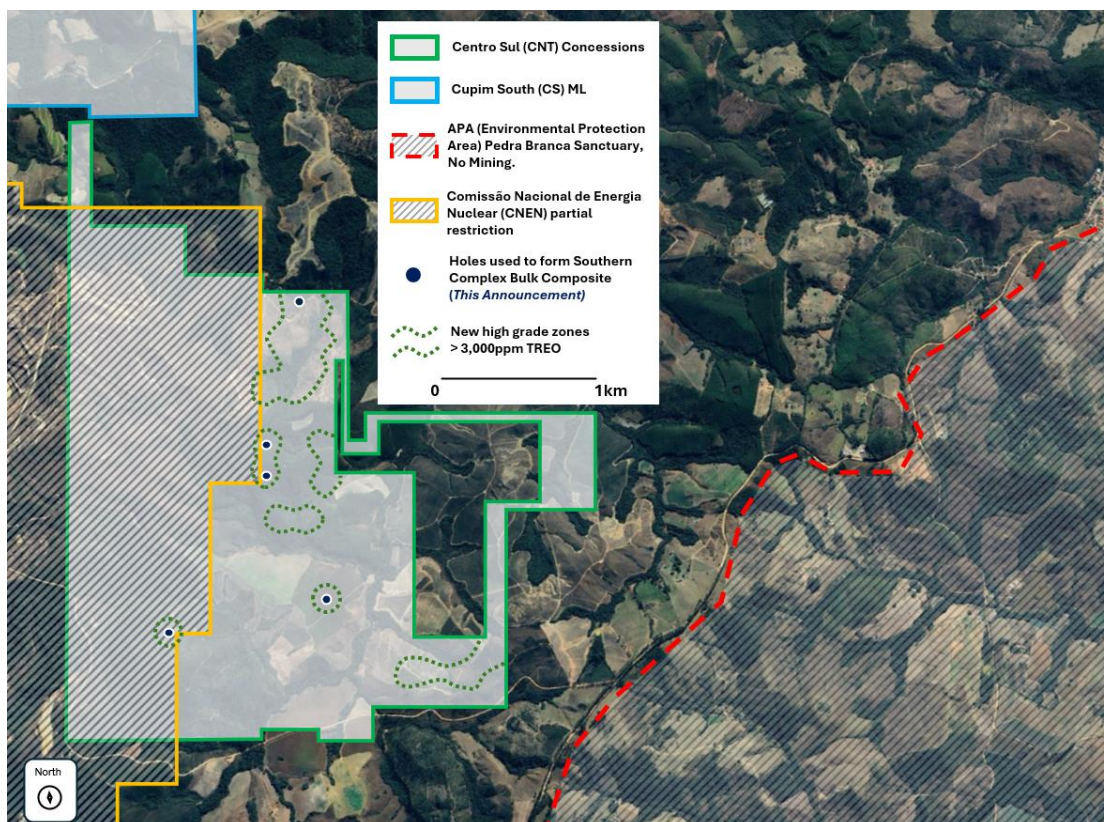 Centro Sul (CNT) Concessions
Cupim South (CS) ML
APA (Environmental Protection
Area) Pedra Branca Sanctuary,
No Mining.
Comissão Nacional de Energia
Nuclear (CNEN) partial
restriction
Holes used to form Southern
Complex Bulk Composite
(This Announcement)
New high grade zones
> 3,000ppm TREO
0 1km
North